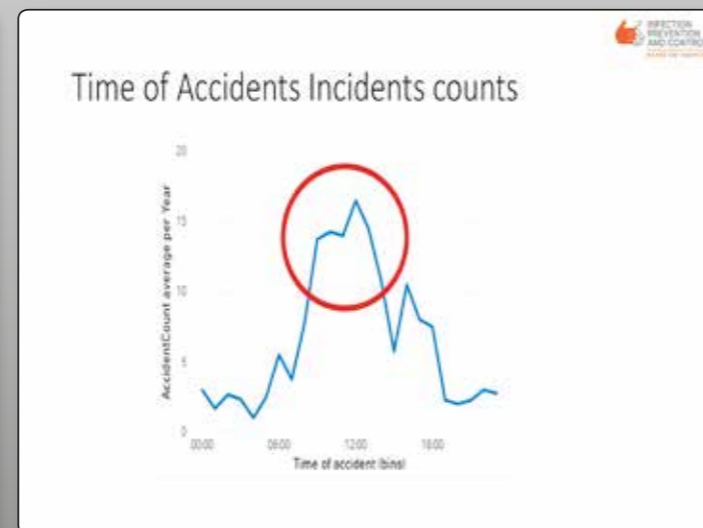 INFECTION
PREVENTION
AND CONTROL
Time of Accidents Incidents counts
20
15
10
5
0
AccidentCount average per Year
00:00
06:00
12:00
18:00
Time of accident (bins)